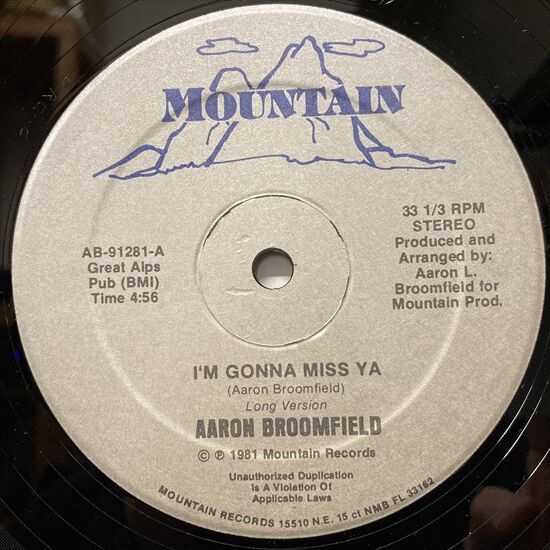 MOUNTAIN
AB-91281-A
Great Alps
Pub (BMI)
Time 4:56
33 1/3 RPM
STEREO
Produced and
Arranged by:
Aaron L.
Broomfield for
Mountain Prod.
I'M GONNA MISS YA
(Aaron Broomfield)
Long Version
AARON BROOMFIELD
© ℗ 1981 Mountain Records
Unauthorized Duplication
Is A Violation Of
Applicable Laws
MOUNTAIN RECORDS 15510 N.E. 15 ct NMB FL 33162